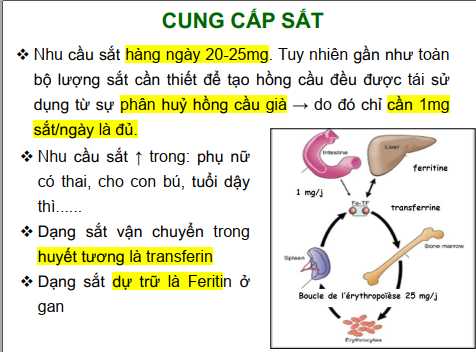 CUNG CẤP SẮT
❖ Nhu cầu sắt hàng ngày 20-25mg. Tuy nhiên gần như toàn
bộ lượng sắt cần thiết để tạo hồng cầu đều được tái sử
dụng từ sự phân huỷ hồng cầu già → do đó chỉ cần 1mg
sắt/ngày là đủ.
❖ Nhu cầu sắt ↑ trong: phụ nữ
có thai, cho con bú, tuổi dậy
thì......
❖ Dạng sắt vận chuyển trong
huyết tương là transferin
❖ Dạng sắt dự trữ là Feritin ở
gan
Intestine
Liver
ferritine
1 mg/j
Fe-TF
transferrine
Bone marrow
Spleen
Boucle de l'érythropoïèse 25 mg/j
Erythrocytes